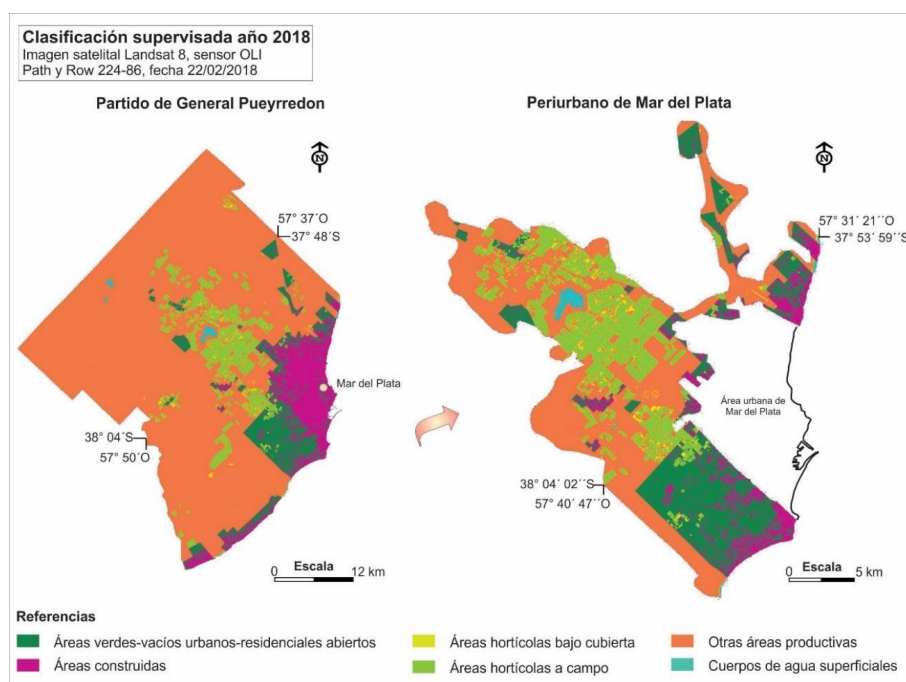 Clasificación supervisada año 2018
Imagen satelital Landsat 8, sensor OLI
Path y Row 224-86, fecha 22/02/2018
Partido de General Pueyrredon
Periurbano de Mar del Plata
N
N
57° 37´O
37° 48´S
57° 31´ 21´´O
37° 53´ 59´´S
Mar del Plata
Área urbana de
Mar del Plata
38° 04´S
57° 50´O
38° 04´ 02´´S
57° 40´ 47´´O
Escala
0 12 km
Escala
0 5 km
Referencias
Áreas verdes-vacíos urbanos-residenciales abiertos
Áreas construidas
Áreas hortícolas bajo cubierta
Áreas hortícolas a campo
Otras áreas productivas
Cuerpos de agua superficiales